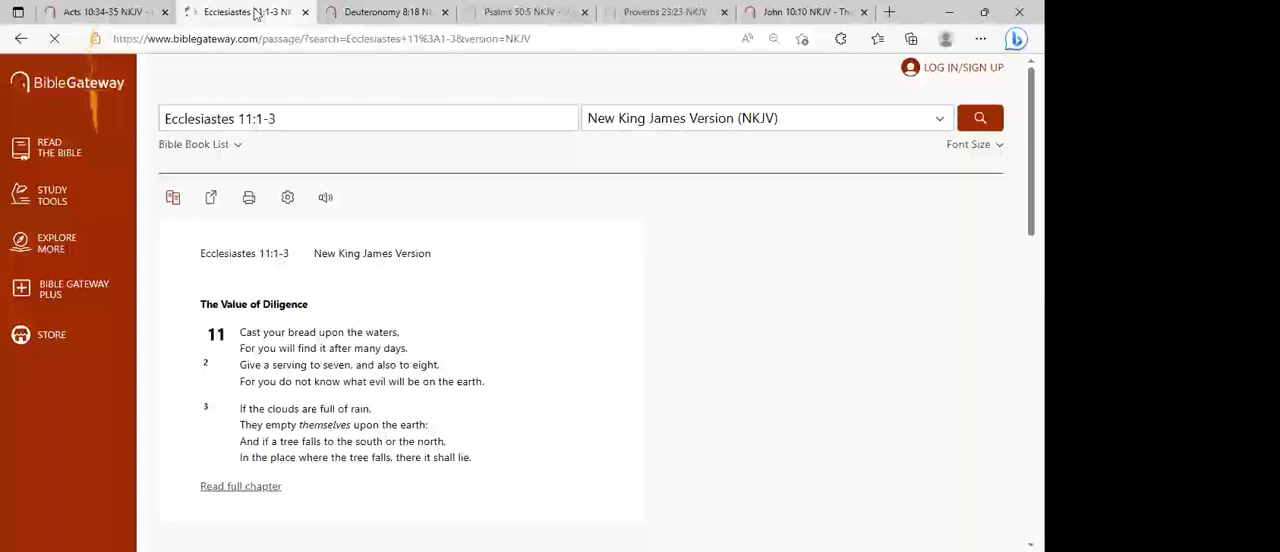 Acts 10:34-35 NKJV -
Ecclesiastes 11:1-3 NK
Deuteronomy 8:18 NK
Psalms 50:5 NKJV -
Proverbs 23:23 NKJV
John 10:10 NKJV - The
https://www.biblegateway.com/passage/?search=Ecclesiastes+11%3A1-3&version=NKJV
BibleGateway
LOG IN/SIGN UP
Ecclesiastes 11:1-3
New King James Version (NKJV)
Bible Book List
Font Size
READ
THE BIBLE
STUDY
TOOLS
EXPLORE
MORE
BIBLE GATEWAY
PLUS
STORE
Ecclesiastes 11:1-3 New King James Version
The Value of Diligence
11 Cast your bread upon the waters,
For you will find it after many days.
2 Give a serving to seven, and also to eight,
For you do not know what evil will be on the earth.
3 If the clouds are full of rain,
They empty themselves upon the earth;
And if a tree falls to the south or the north,
In the place where the tree falls, there it shall lie.
Read full chapter